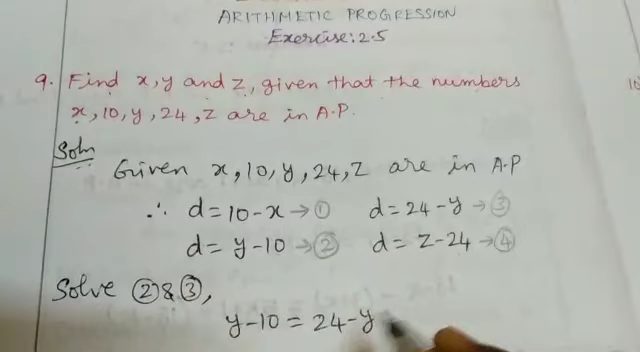 ARITHMETIC PROGRESSION
Exercise: 2.5
9. Find x, y and z, given that the numbers
x, 10, y, 24, z are in A.P.
Soln
Given x, 10, y, 24, z are in A.P
∴ d = 10 - x → ① d = 24 - y → ③
d = y - 10 → ② d = z - 24 → ④
Solve ② & ③,
y - 10 = 24 - y
10